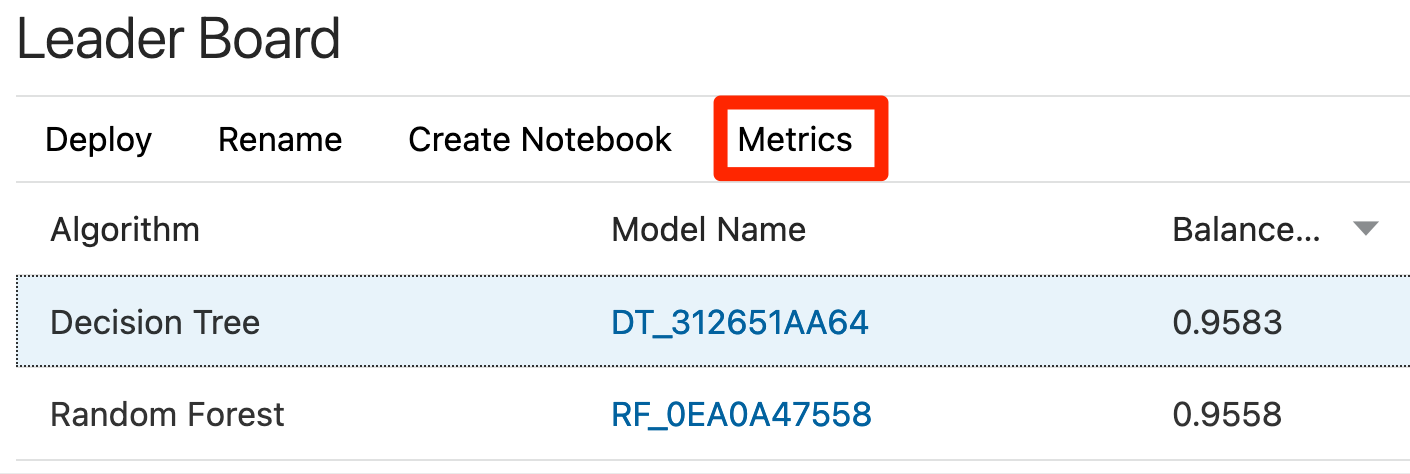 Leader Board
Deploy Rename Create Notebook Metrics
Algorithm Model Name Balance...
Decision Tree DT_312651AA64 0.9583
Random Forest RF_0EA0A47558 0.9558